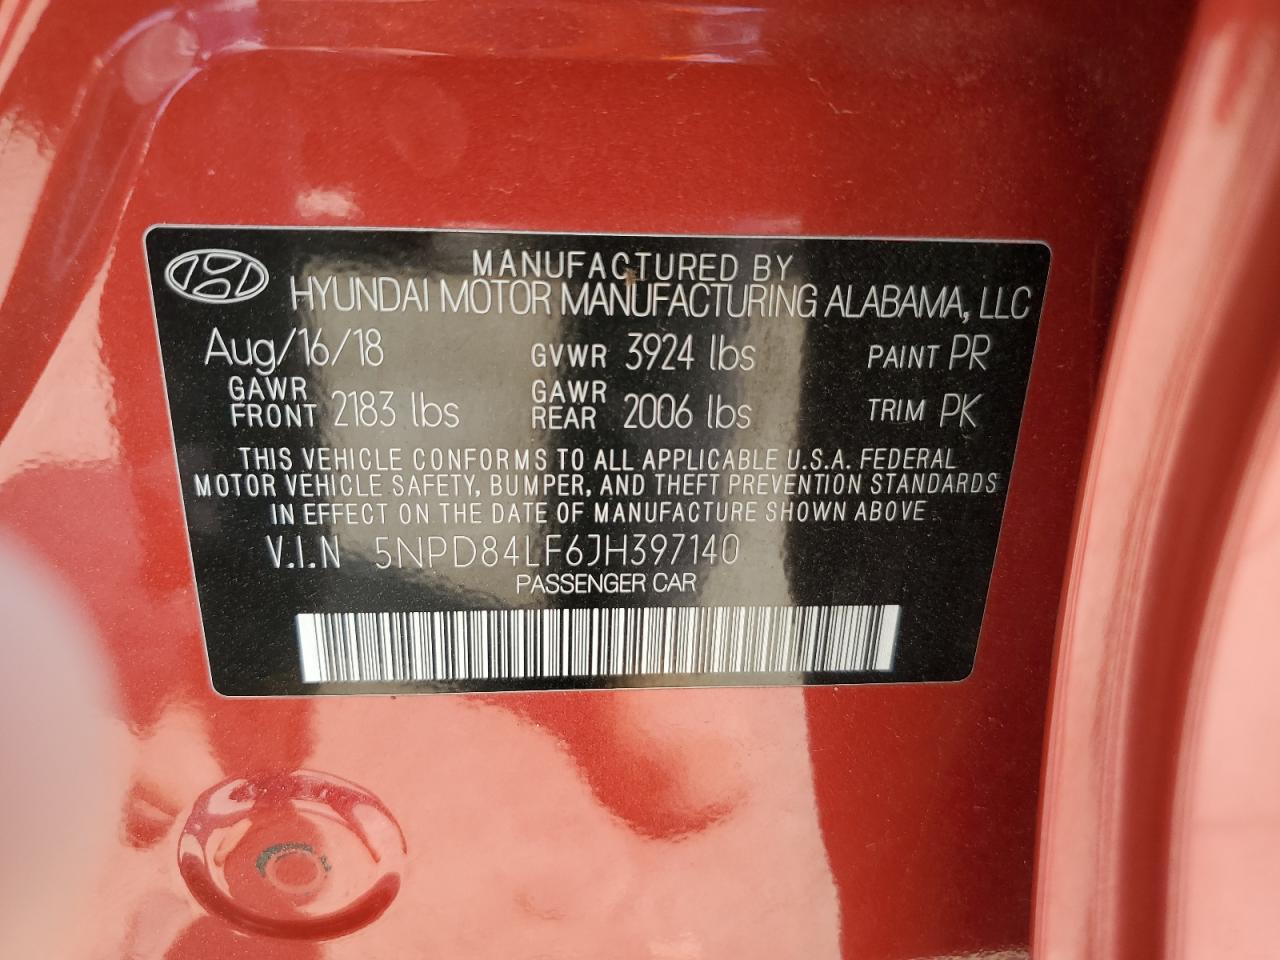 MANUFACTURED BY
HYUNDAI MOTOR MANUFACTURING ALABAMA, LLC
Aug/16/18 GVWR 3924 lbs PAINT PR
GAWR FRONT 2183 lbs GAWR REAR 2006 lbs TRIM PK
THIS VEHICLE CONFORMS TO ALL APPLICABLE U.S.A. FEDERAL
MOTOR VEHICLE SAFETY, BUMPER, AND THEFT PREVENTION STANDARDS
IN EFFECT ON THE DATE OF MANUFACTURE SHOWN ABOVE.
V.I.N 5NPD84LF6JH397140
PASSENGER CAR